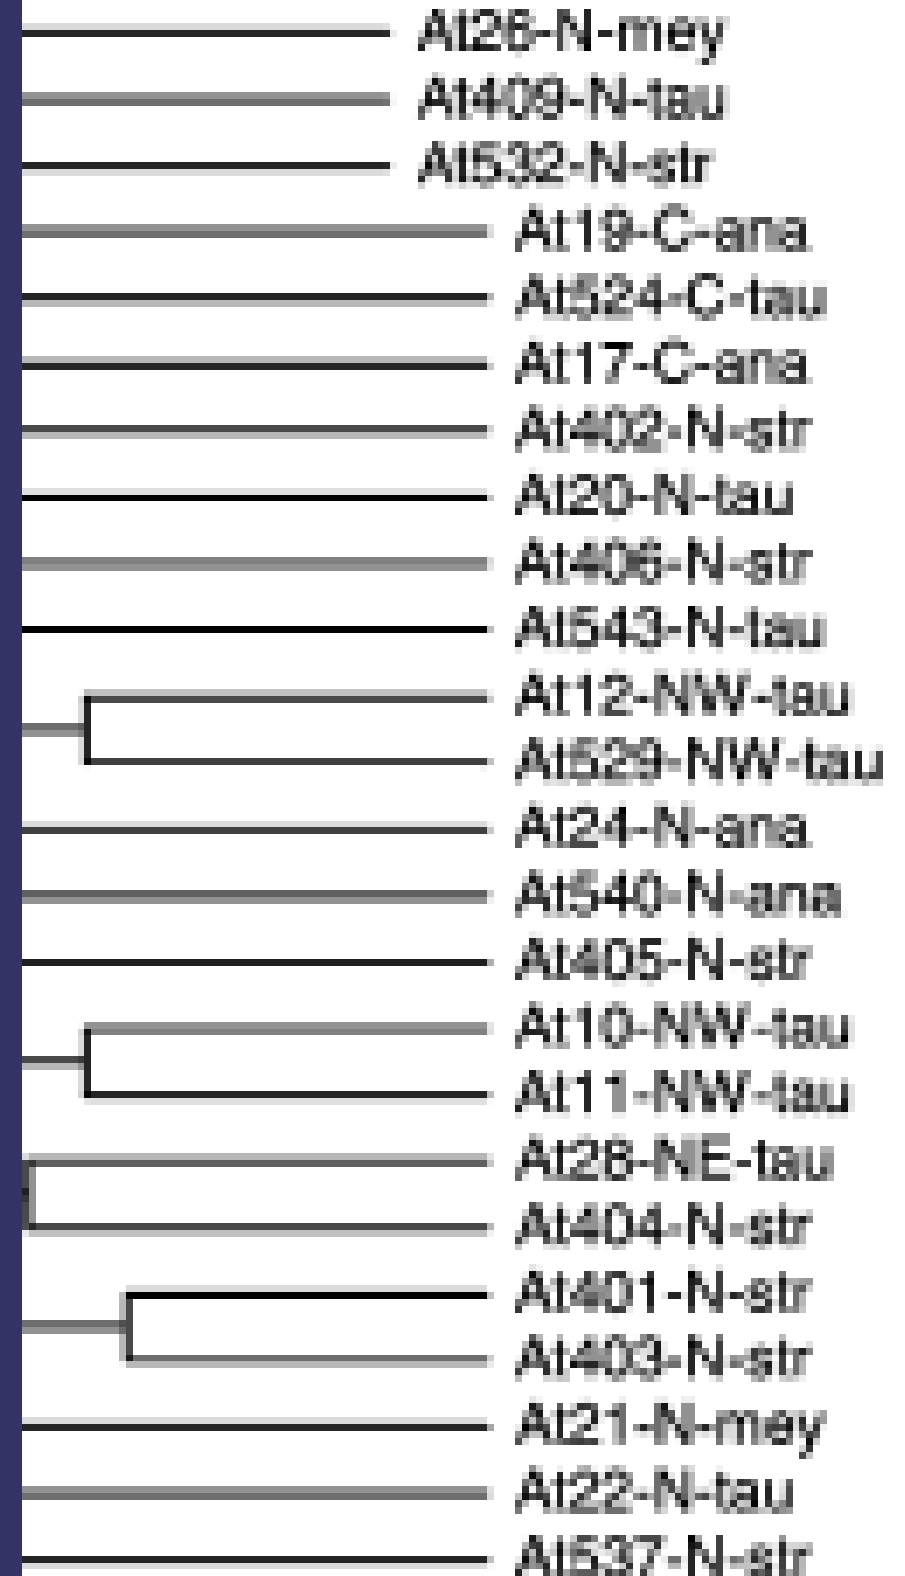 At26-N-mey
At409-N-tau
At532-N-str
At19-C-ana
At524-C-tau
At17-C-ana
At402-N-str
At20-N-tau
At406-N-str
At543-N-tau
At12-NW-tau
At529-NW-tau
At24-N-ana
At540-N-ana
At405-N-str
At10-NW-tau
At11-NW-tau
At28-NE-tau
At404-N-str
At401-N-str
At403-N-str
At21-N-mey
At22-N-tau
At537-N-str